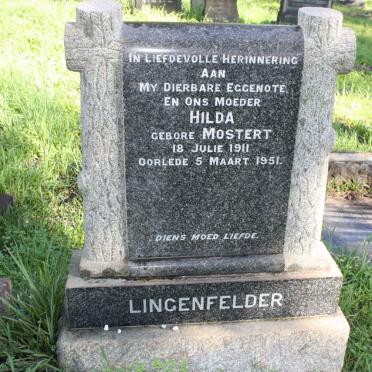 IN LIEFDEVOLLE HERINNERING
AAN
MY DIERBARE EGGENOTE
EN ONS MOEDER
HILDA
GEBORE MOSTERT
18 JULIE 1911
OORLEDE 5 MAART 1951.
DIENS MOED LIEFDE.
LINGENFELDER